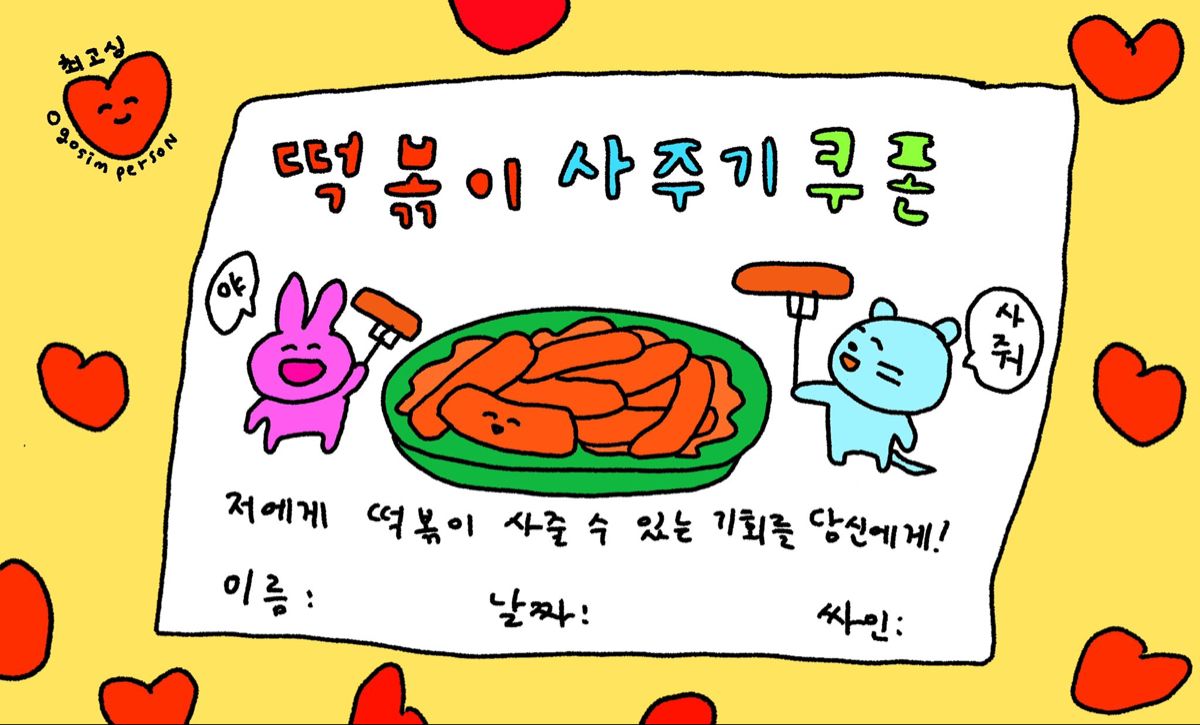 최고심
Ogosim person
떡볶이 사주기 쿠폰
야
사
줘
저에게 떡볶이 사줄 수 있는 기회를 당신에게!
이름: 날짜: 싸인: